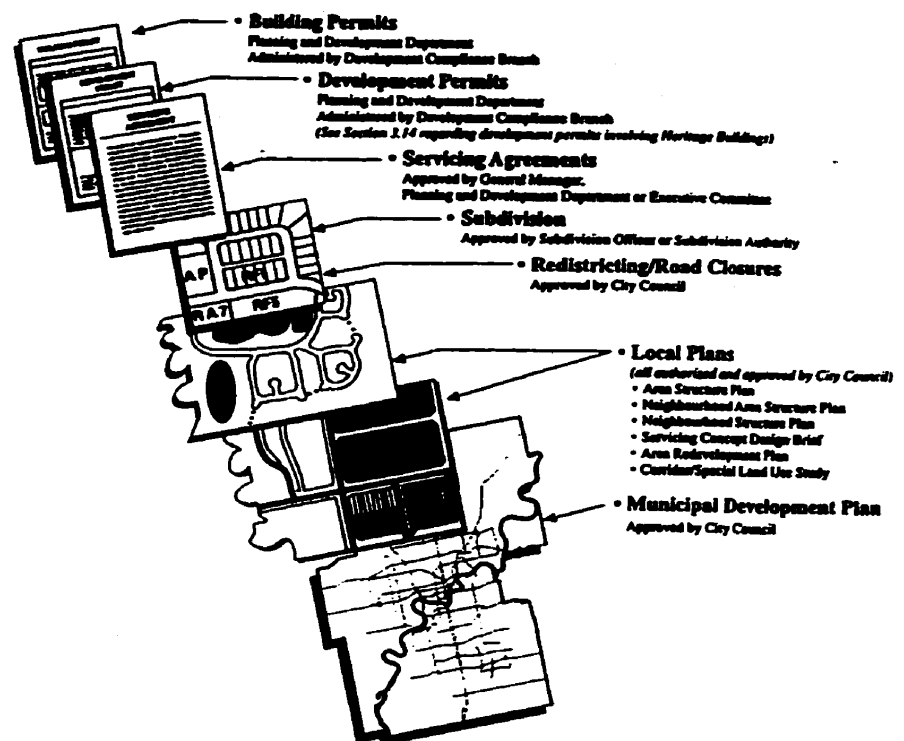 • Building Permits
Planning and Development Department
Administered by Development Compliance Branch
• Development Permits
Planning and Development Department
Administered by Development Compliance Branch
(See Section 3.14 regarding development permits involving Heritage Buildings)
• Servicing Agreements
Approved by General Manager,
Planning and Development Department or Executive Committee
• Subdivision
Approved by Subdivision Officer or Subdivision Authority
• Redistricting/Road Closures
Approved by City Council
AP
RF1
RA7
RF5
• Local Plans
(all authorized and approved by City Council)
• Area Structure Plan
• Neighbourhood Area Structure Plan
• Neighbourhood Structure Plan
• Servicing Concept Design Brief
• Area Redevelopment Plan
• Corridor/Special Land Use Study
• Municipal Development Plan
Approved by City Council